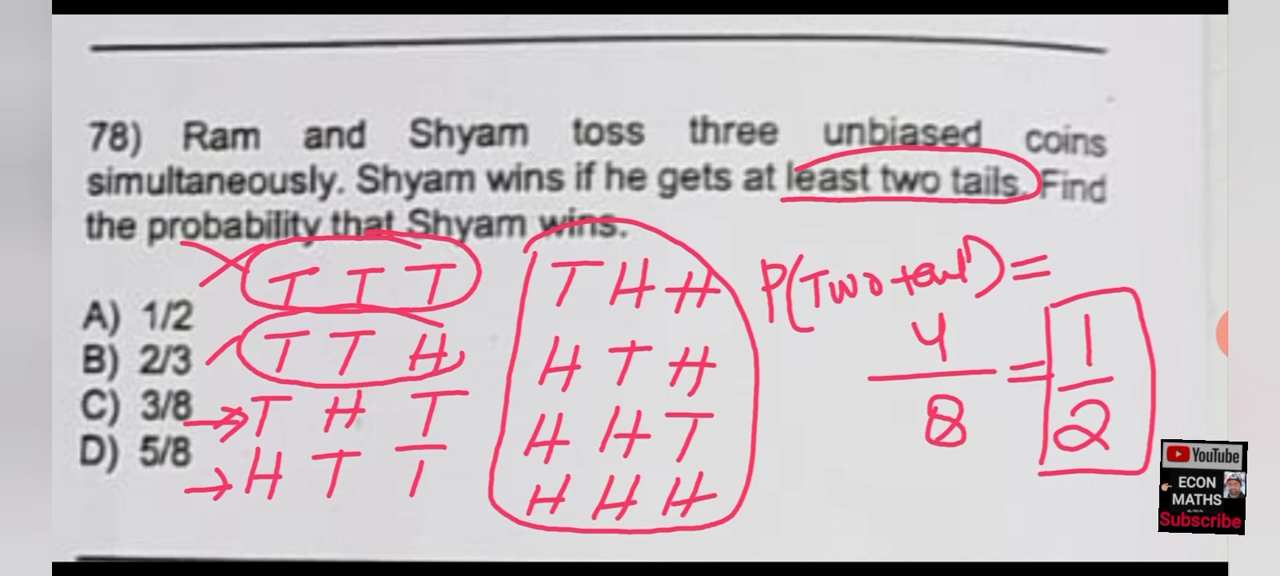 78) Ram and Shyam toss three unbiased coins
simultaneously. Shyam wins if he gets at least two tails. Find
the probability that Shyam wins.
A) 1/2
B) 2/3
C) 3/8
D) 5/8
T T T
T T H
T H T
H T T
T H H
H T H
H H T
H H H
P(Two tail) =
4/8 = 1/2
YouTube
ECON
MATHS
Subscribe